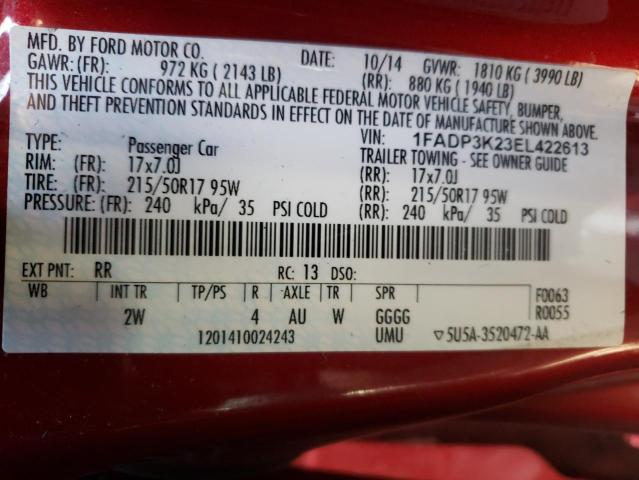 MFD. BY FORD MOTOR CO. DATE: 10/14 GVWR: 1810 KG ( 3990 LB)
GAWR: (FR): 972 KG ( 2143 LB) (RR): 880 KG ( 1940 LB)
THIS VEHICLE CONFORMS TO ALL APPLICABLE FEDERAL MOTOR VEHICLE SAFETY, BUMPER,
AND THEFT PREVENTION STANDARDS IN EFFECT ON THE DATE OF MANUFACTURE SHOWN ABOVE.
VIN: 1FADP3K23EL422613
TYPE: Passenger Car TRAILER TOWING - SEE OWNER GUIDE
RIM: (FR): 17x7.0J (RR): 17x7.0J
TIRE: (FR): 215/50R17 95W (RR): 215/50R17 95W
PRESSURE: (FR): 240 kPa/ 35 PSI COLD (RR): 240 kPa/ 35 PSI COLD
EXT PNT: RR RC: 13 DSO:
WB INT TR TP/PS R AXLE TR SPR F0063
2W 4 AU W GGGG R0055
1201410024243 UMU ▽5U5A-3520472-AA